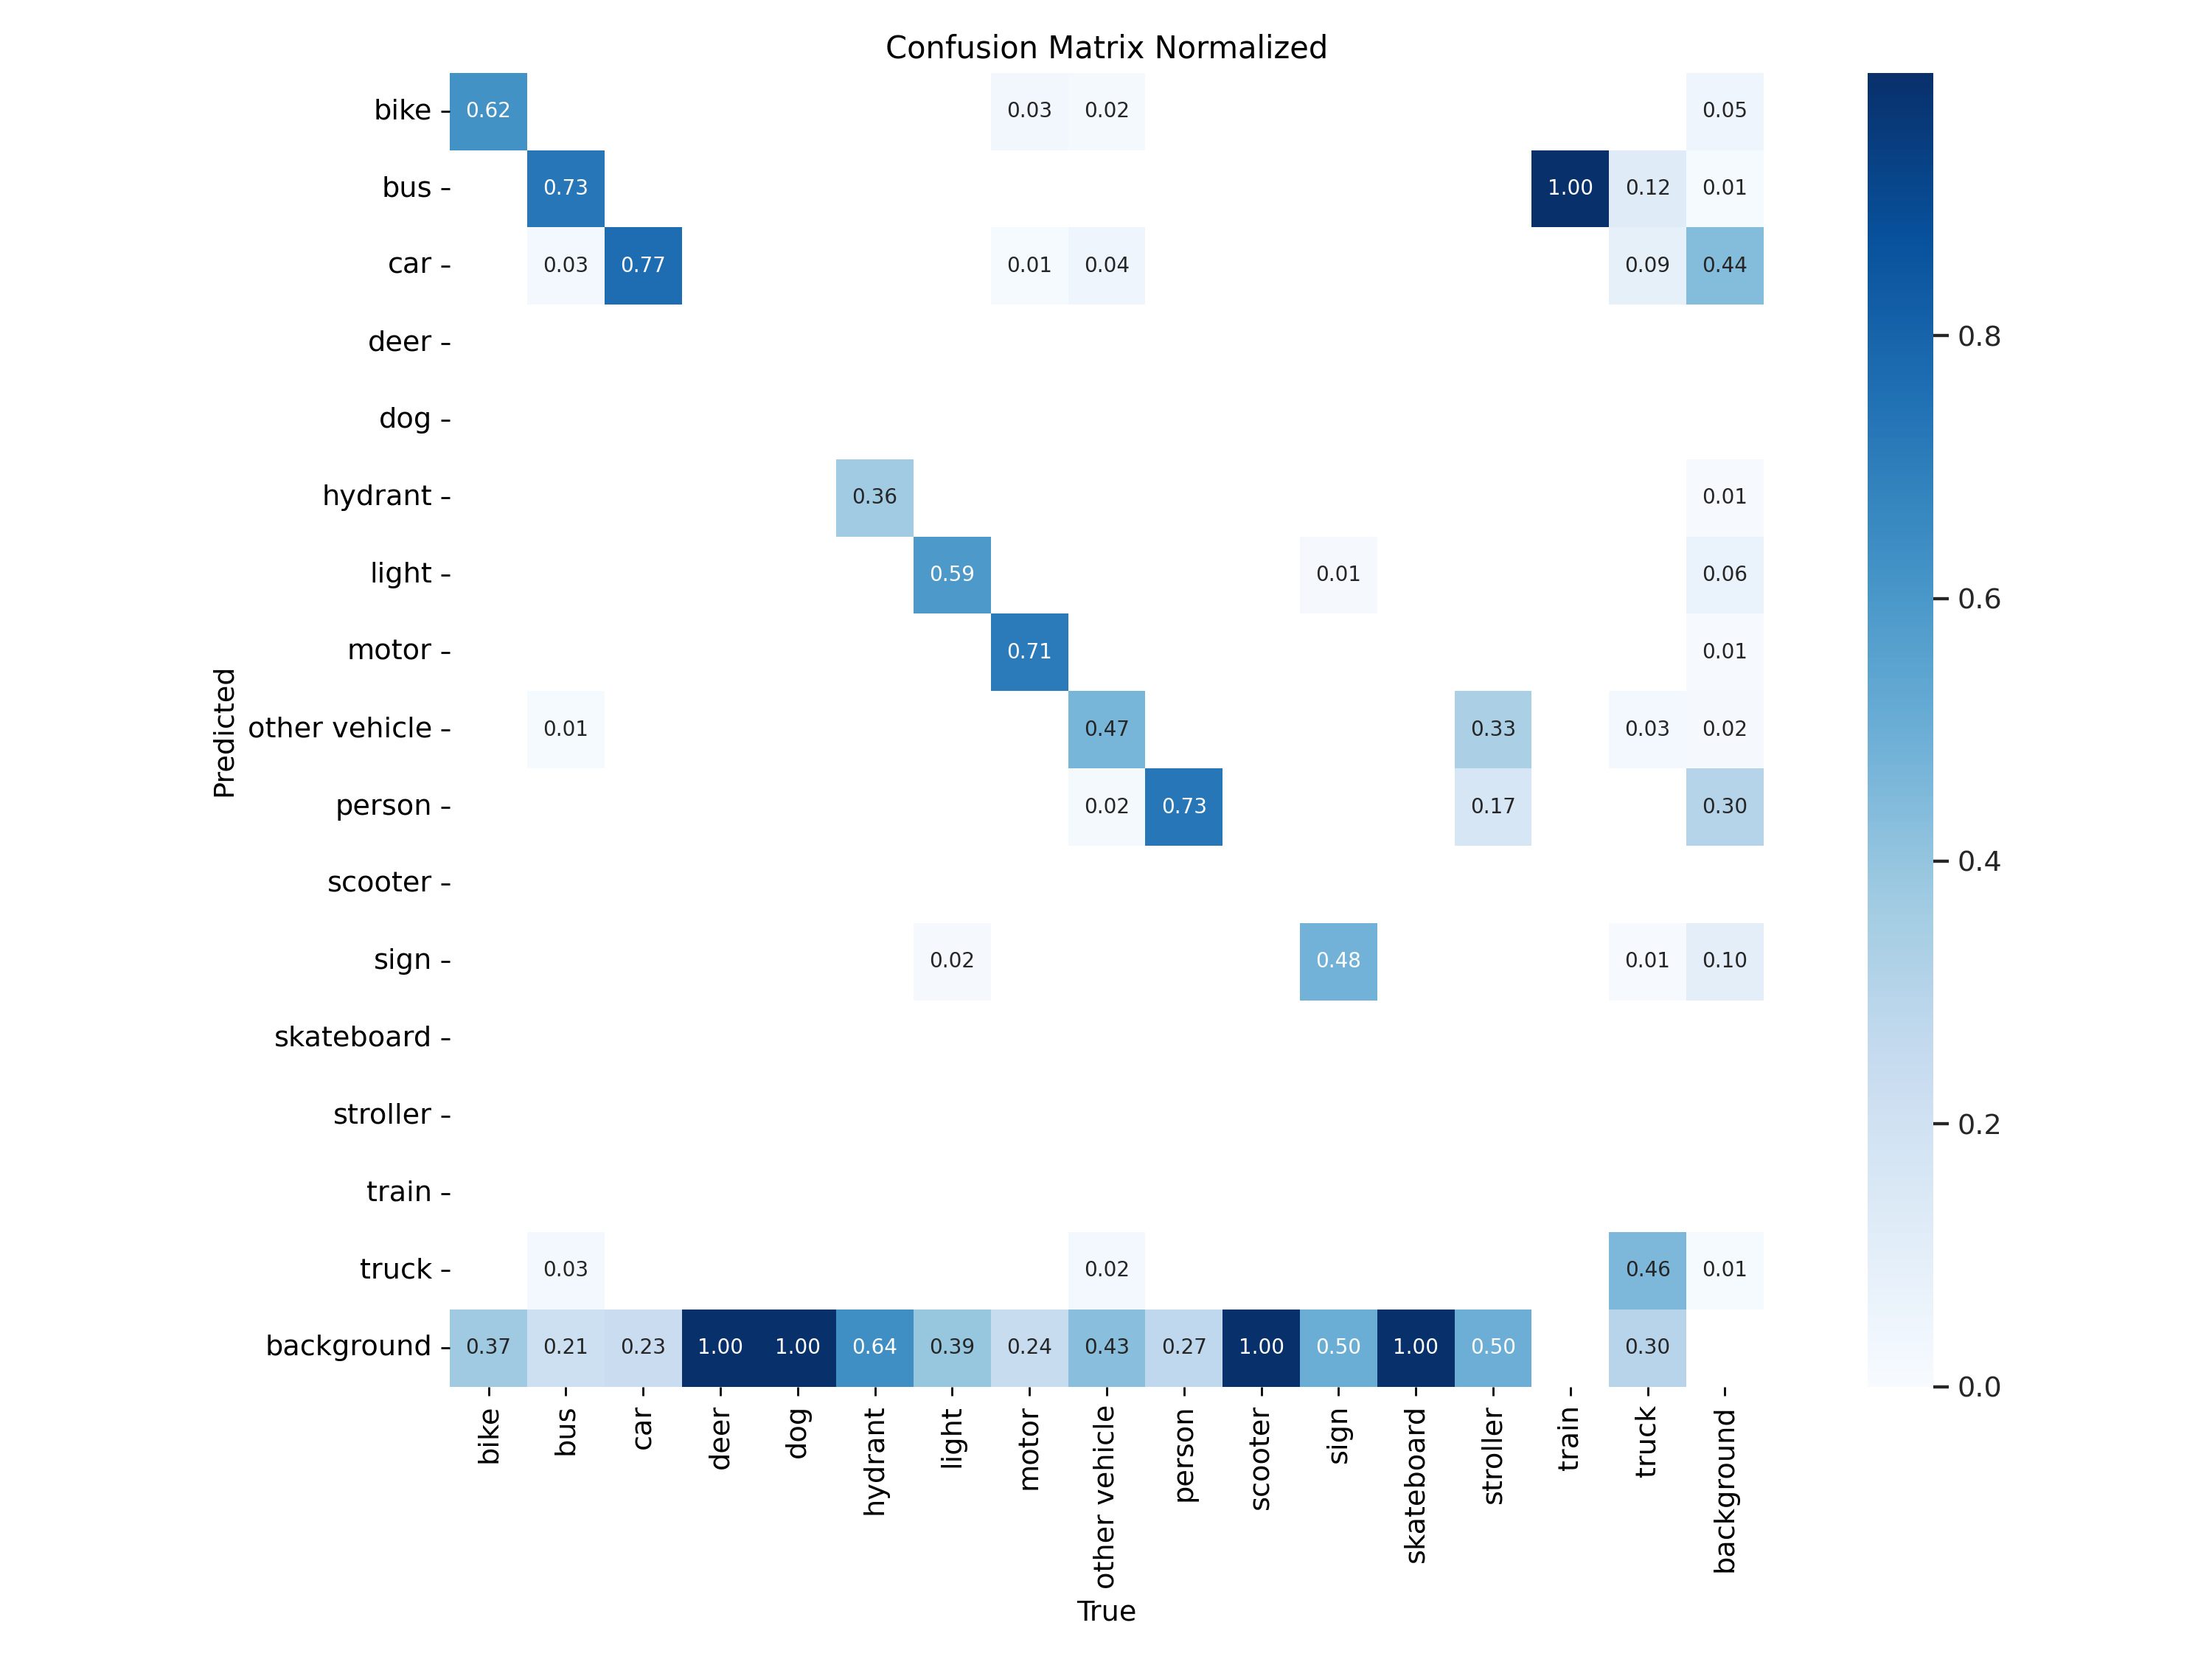 Confusion Matrix Normalized
bike 0.62 0.03 0.02 0.05
bus 0.73 1.00 0.12 0.01
car 0.03 0.77 0.01 0.04 0.09 0.44
deer
dog
hydrant 0.36 0.01
light 0.59 0.01 0.06
motor 0.71 0.01
other vehicle 0.01 0.47 0.33 0.03 0.02
person 0.02 0.73 0.17 0.30
scooter
sign 0.02 0.48 0.01 0.10
skateboard
stroller
train
truck 0.03 0.02 0.46 0.01
background 0.37 0.21 0.23 1.00 1.00 0.64 0.39 0.24 0.43 0.27 1.00 0.50 1.00 0.50 0.30
Predicted
bike bus car deer dog hydrant light motor other vehicle person scooter sign skateboard stroller train truck background
True
0.8
0.6
0.4
0.2
0.0